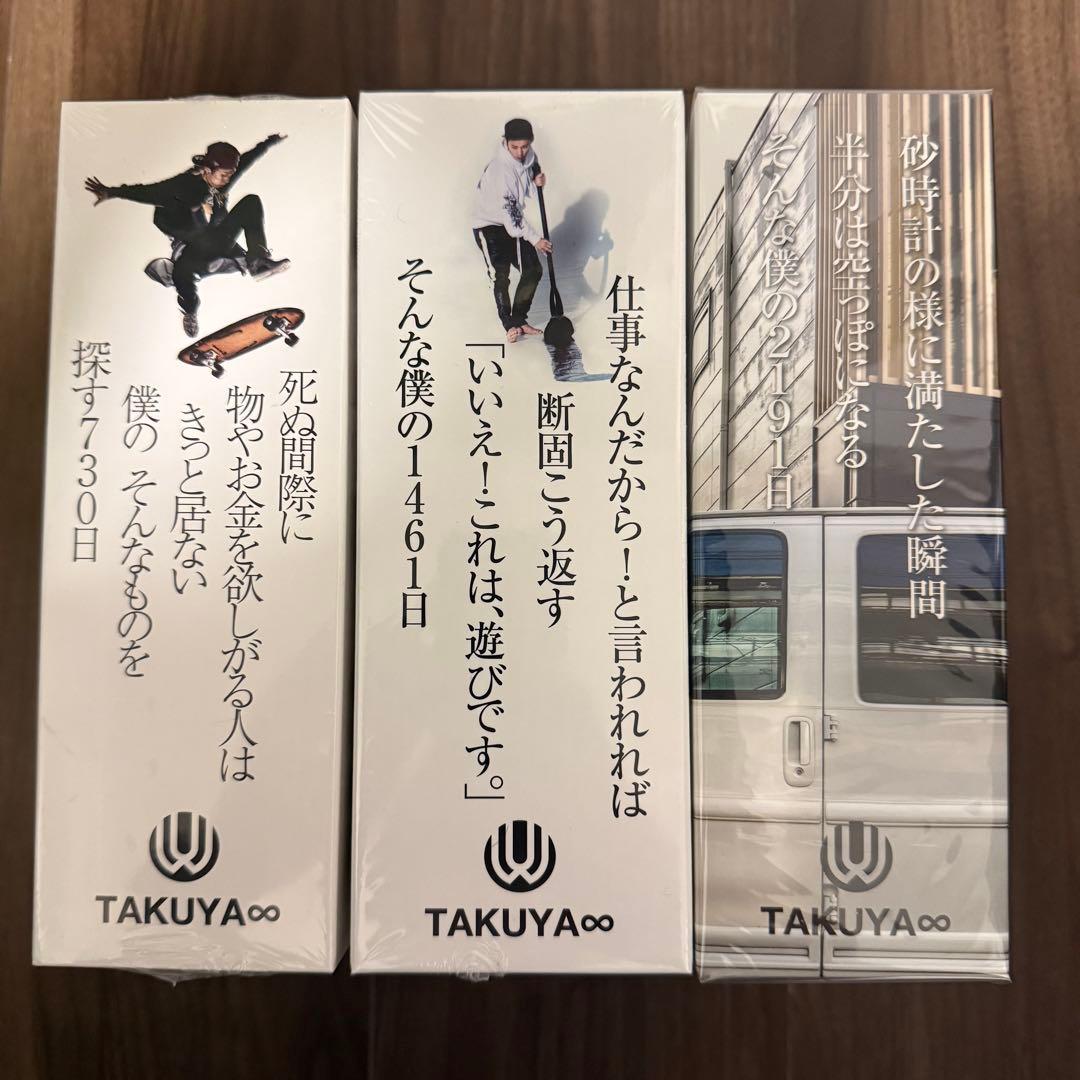 死ぬ間際に
物やお金を欲しがる人は
きっと居ない
僕の そんなものを
探す730日
TAKUYA∞
仕事なんだから！と言われれば
断固こう返す
「いいえ！これは、遊びです。」
そんな僕の1461日
TAKUYA∞
砂時計の様に満たした瞬間
半分は空っぽになる
そんな僕の2191日
TAKUYA∞